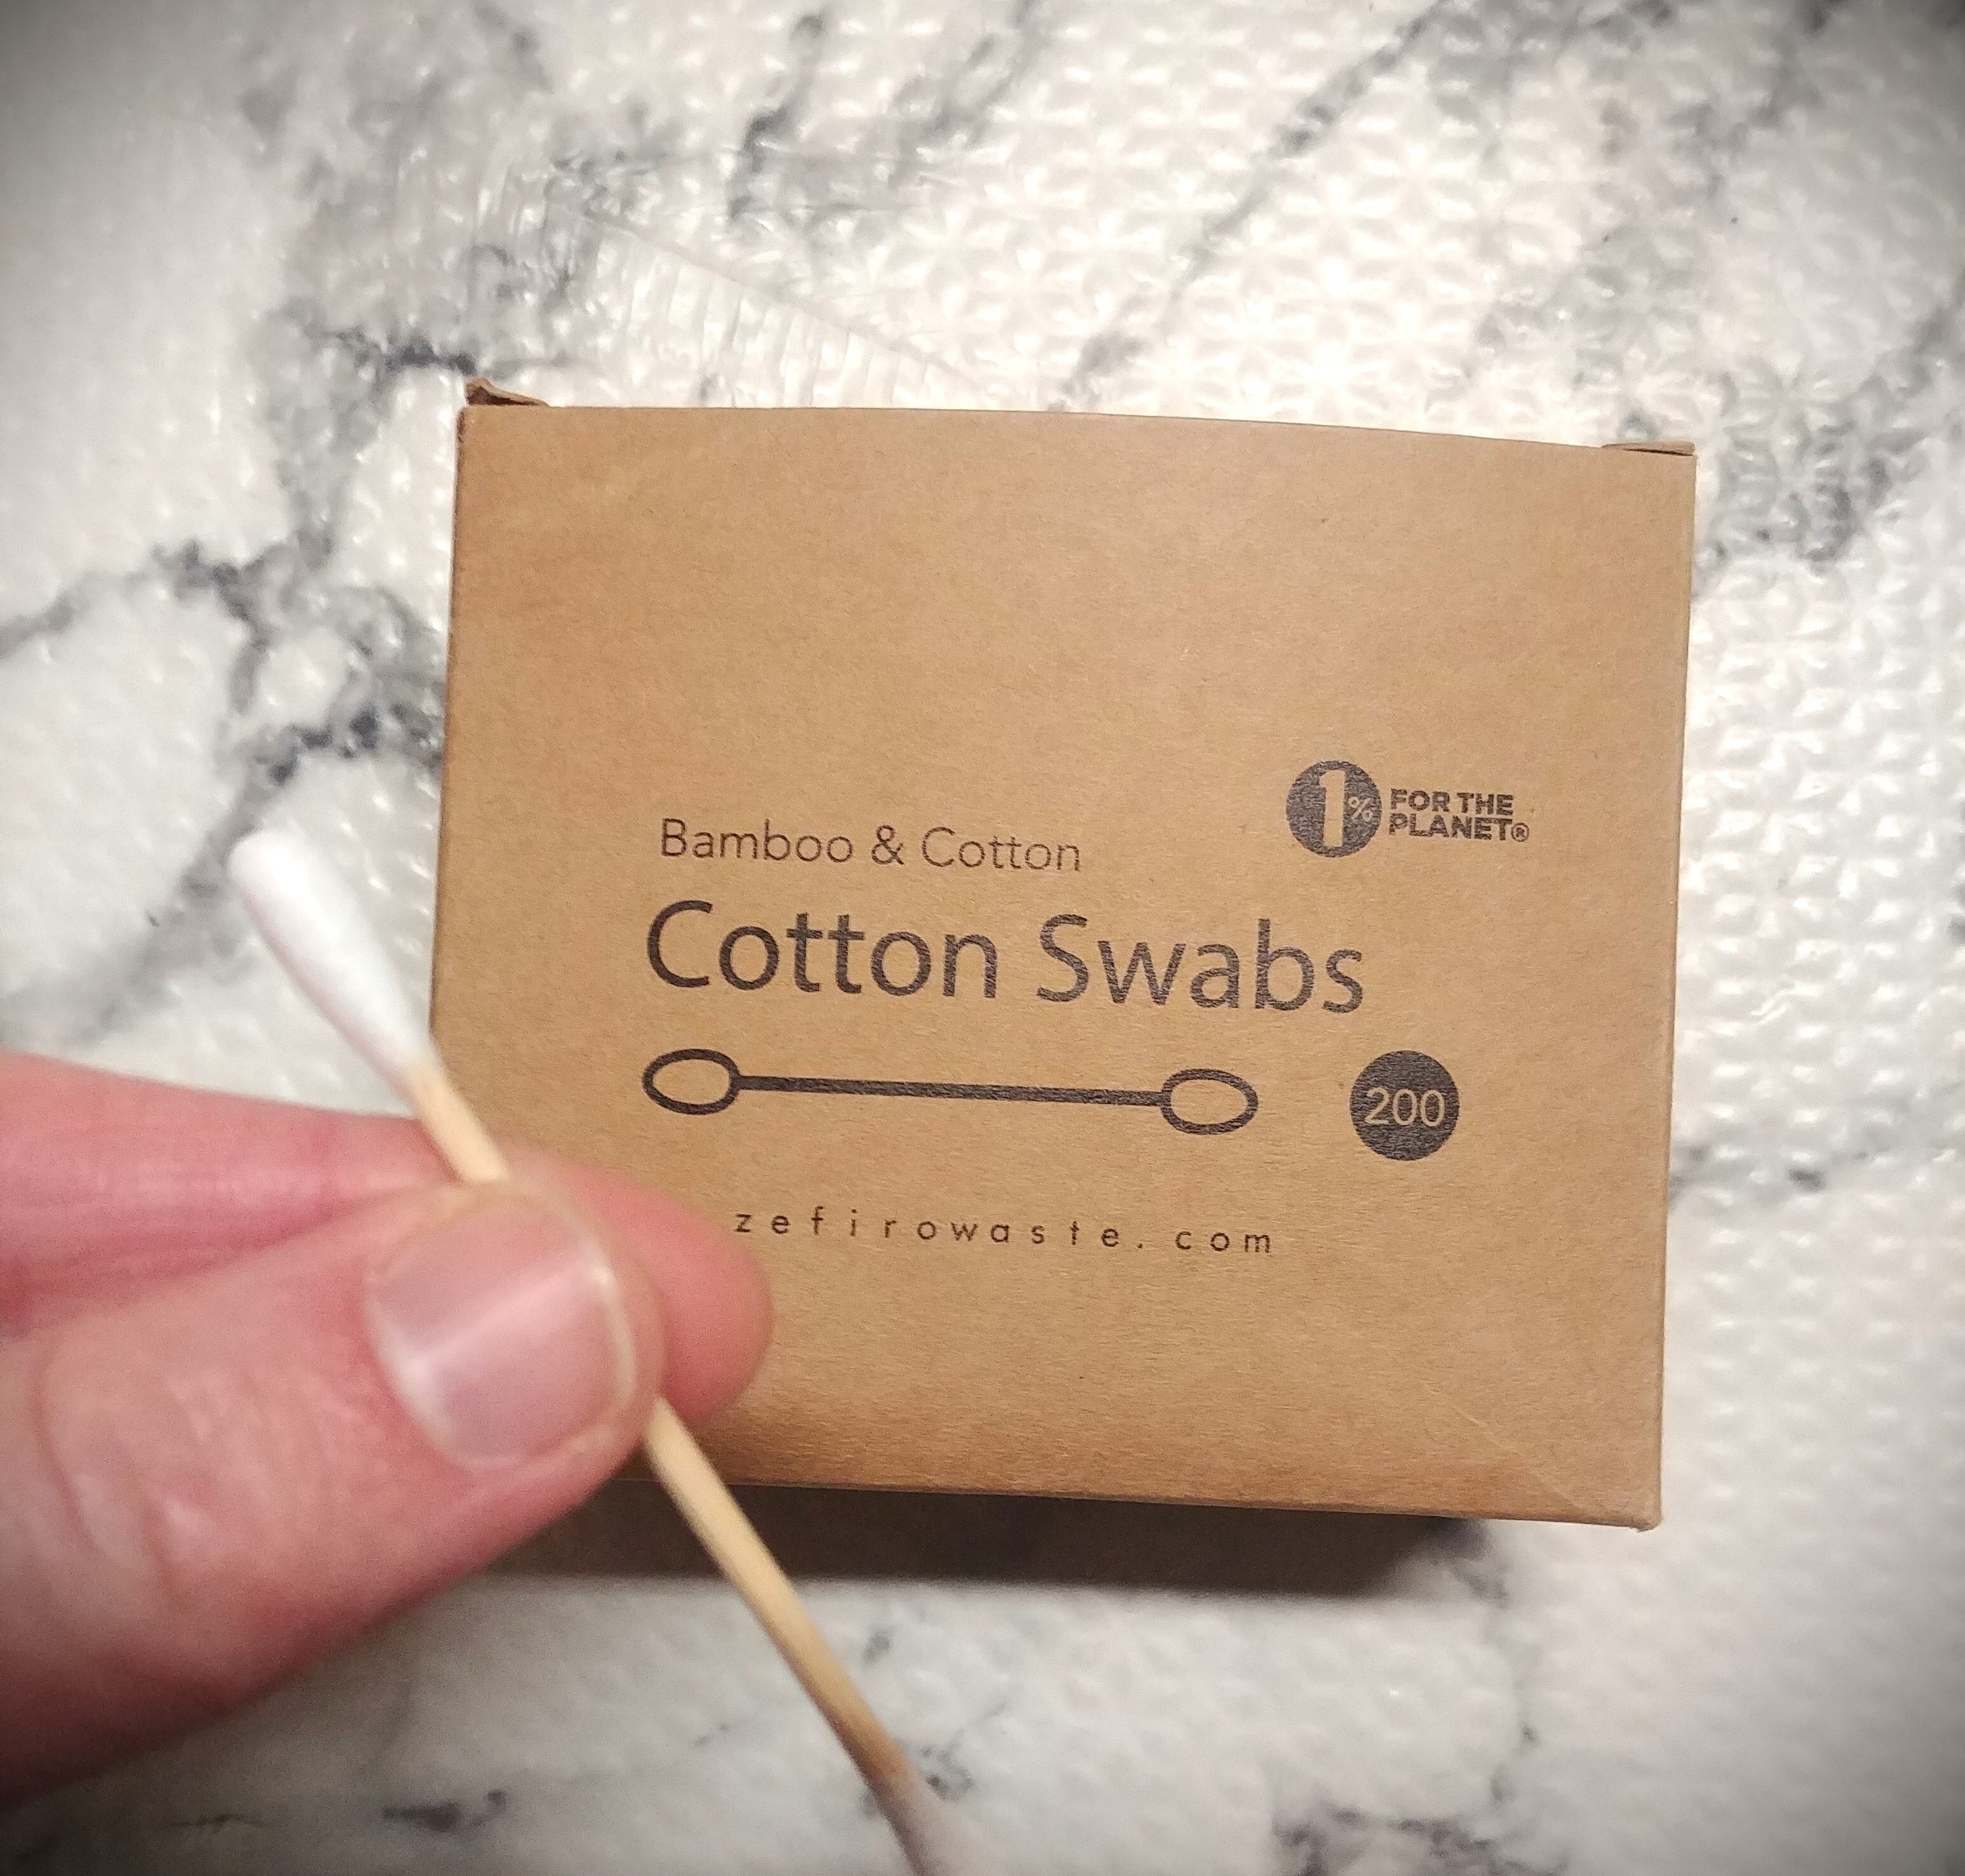 1% FOR THE
PLANET®
Bamboo & Cotton
Cotton Swabs
200
zefirowaste.com